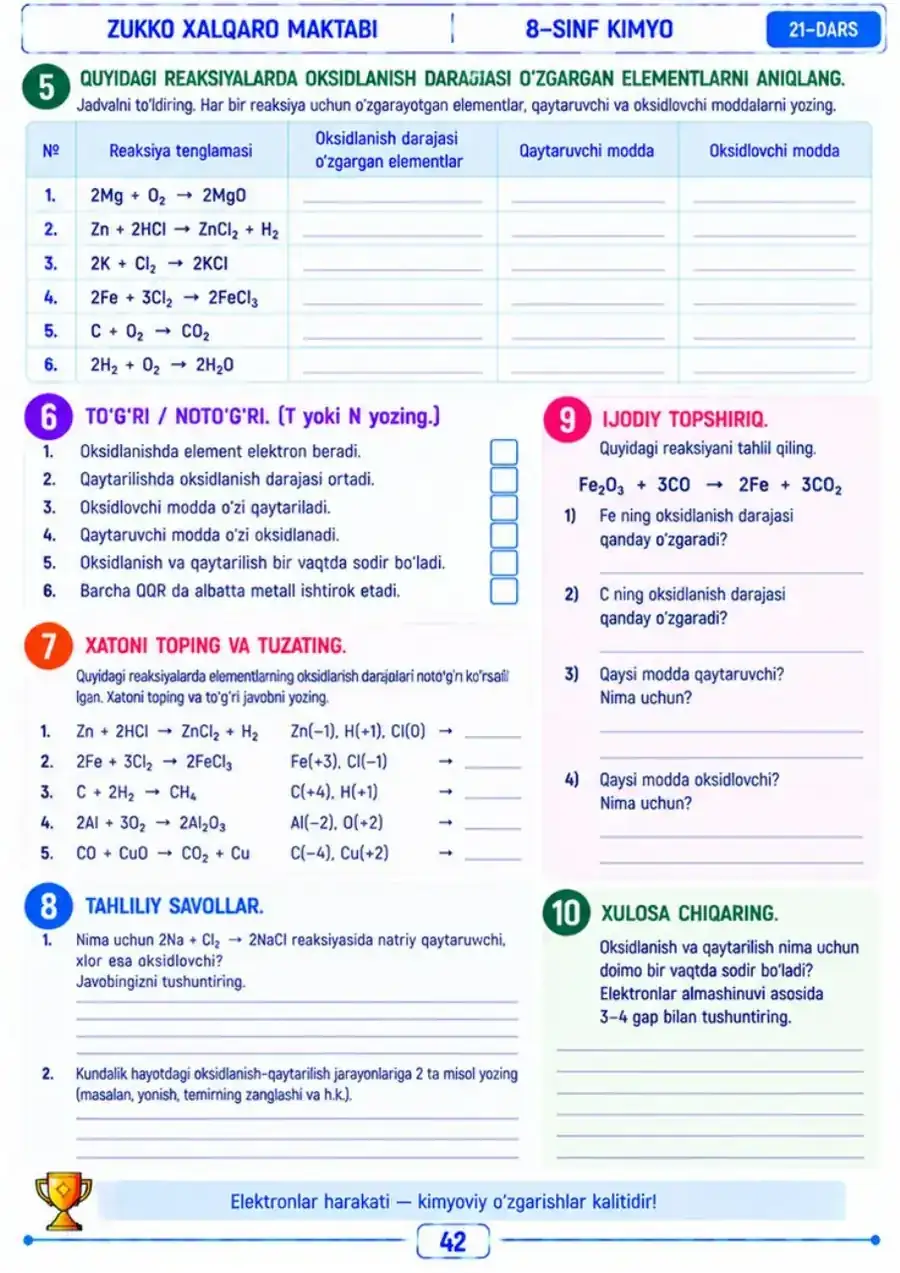 ZUKKO XALQARO MAKTABI | 8–SINF KIMYO 21–DARS
5 QUYIDAGI REAKSIYALARDA OKSIDLANISH DARAJASI O'ZGARGAN ELEMENTLARNI ANIQLANG.
Jadvalni to'ldiring. Har bir reaksiya uchun o'zgarayotgan elementlar, qaytaruvchi va oksidlovchi moddalarni yozing.
№ Reaksiya tenglamasi Oksidlanish darajasi o'zgargan elementlar Qaytaruvchi modda Oksidlovchi modda
1. 2Mg + O₂ → 2MgO
2. Zn + 2HCl → ZnCl₂ + H₂
3. 2K + Cl₂ → 2KCl
4. 2Fe + 3Cl₂ → 2FeCl₃
5. C + O₂ → CO₂
6. 2H₂ + O₂ → 2H₂O
6 TO'G'RI / NOTO'G'RI. (T yoki N yozing.)
1. Oksidlanishda element elektron beradi.
2. Qaytarilishda oksidlanish darajasi ortadi.
3. Oksidlovchi modda o'zi qaytariladi.
4. Qaytaruvchi modda o'zi oksidlanadi.
5. Oksidlanish va qaytarilish bir vaqtda sodir bo'ladi.
6. Barcha OQR da albatta metall ishtirok etadi.
7 XATONI TOPING VA TUZATING.
Quyidagi reaksiyalarda elementlarning oksidlarish darajalari noto'g'n ko'rsatil
lgan. Xatoni toping va to'g'ri javobni yozing.
1. Zn + 2HCl → ZnCl₂ + H₂ Zn(−1), H(+1), Cl(0) →
2. 2Fe + 3Cl₂ → 2FeCl₃ Fe(+3), Cl(−1) →
3. C + 2H₂ → CH₄ C(+4), H(+1) →
4. 2Al + 3O₂ → 2Al₂O₃ Al(−2), O(+2) →
5. CO + CuO → CO₂ + Cu C(−4), Cu(+2) →
8 TAHLILIY SAVOLLAR.
1. Nima uchun 2Na + Cl₂ → 2NaCl reaksiyasida natriy qaytaruwchi,
xlor esa oksidlovchi?
Javobingizni tushuntiring.
2. Kundalik hayotdagi oksidlanish-qaytarilish jarayonlariga 2 ta misol yozing
(masalan, yonish, temirning zanglashi va h.k.).
9 IJODIY TOPSHIRIQ.
Quyidagi reaksiyani tahlil qiling.
Fe₂O₃ + 3CO → 2Fe + 3CO₂
1) Fe ning oksidlanish darajasi
qanday o'zgaradi?
2) C ning oksidlanish darajasi
qanday o'zgaradi?
3) Qaysi modda qaytaruvchi?
Nima uchun?
4) Qaysi modda oksidlovchi?
Nima uchun?
10 XULOSA CHIQARING.
Oksidlanish va qaytarilish nima uchun
doimo bir vaqtda sodir bo'ladi?
Elektronlar almashinuvi asosida
3–4 gap bilan tushuntiring.
Elektronlar harakati — kimyoviy o'zgarishlar kalitidir!
42